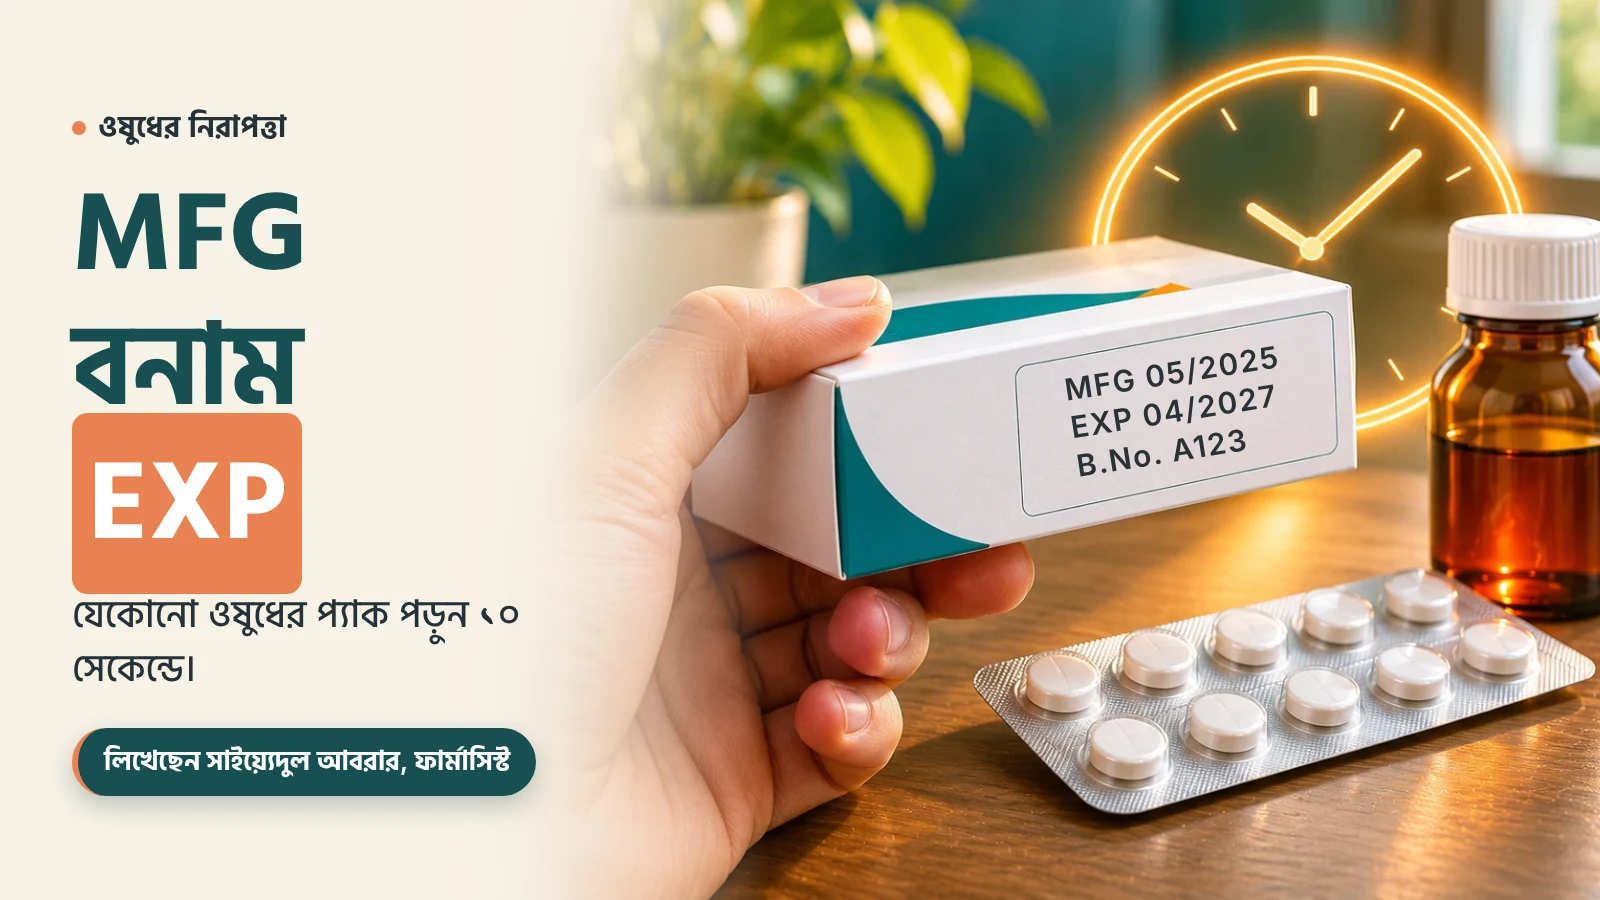 ওষুধের নিরাপত্তা
MFG
বনাম
EXP
যেকোনো ওষুধের প্যাক পড়ুন ১০
সেকেন্ডে।
লিখেছেন সাইয়্যেদুল আবরার, ফার্মাসিস্ট
MFG 05/2025
EXP 04/2027
B.No. A123